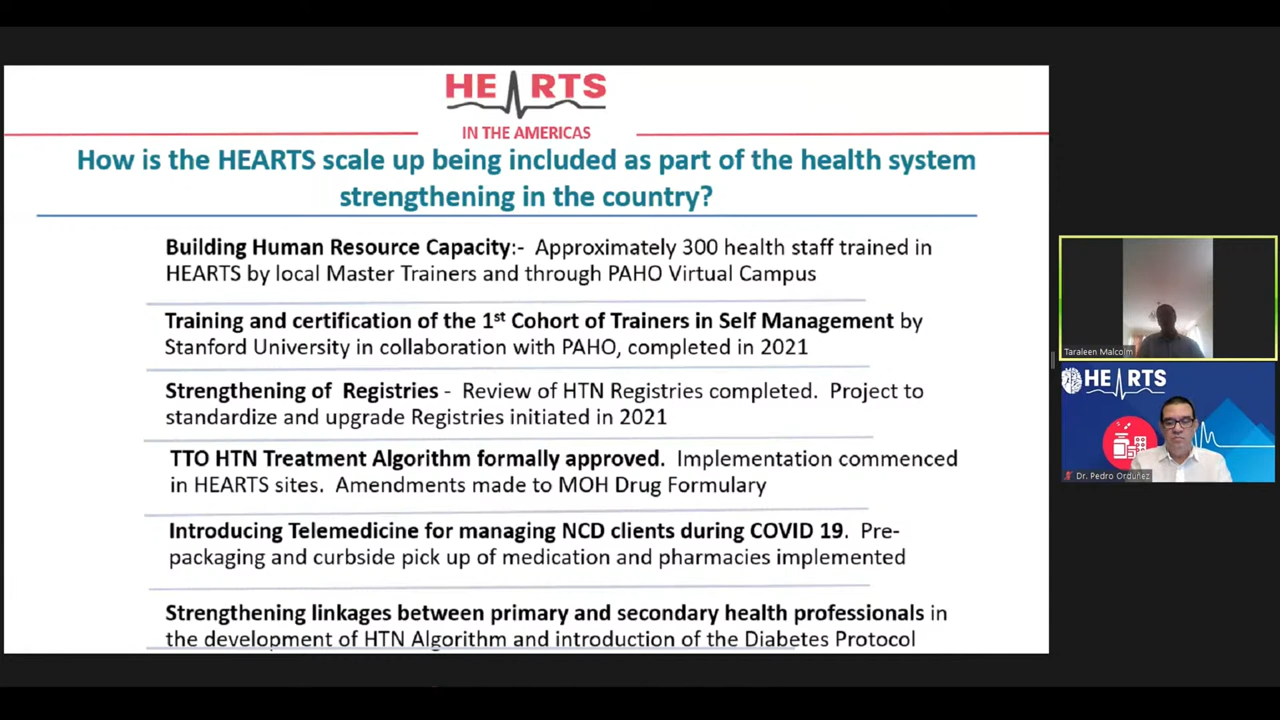 HEARTS
IN THE AMERICAS
How is the HEARTS scale up being included as part of the health system
strengthening in the country?
Building Human Resource Capacity:- Approximately 300 health staff trained in
HEARTS by local Master Trainers and through PAHO Virtual Campus
Training and certification of the 1st Cohort of Trainers in Self Management by
Stanford University in collaboration with PAHO, completed in 2021
Strengthening of Registries - Review of HTN Registries completed. Project to
standardize and upgrade Registries initiated in 2021
TTO HTN Treatment Algorithm formally approved. Implementation commenced
in HEARTS sites. Amendments made to MOH Drug Formulary
Introducing Telemedicine for managing NCD clients during COVID 19. Pre-
packaging and curbside pick up of medication and pharmacies implemented
Strengthening linkages between primary and secondary health professionals in
the development of HTN Algorithm and introduction of the Diabetes Protocol
Taraleen Malcolm
HEARTS
Dr. Pedro Orduñez